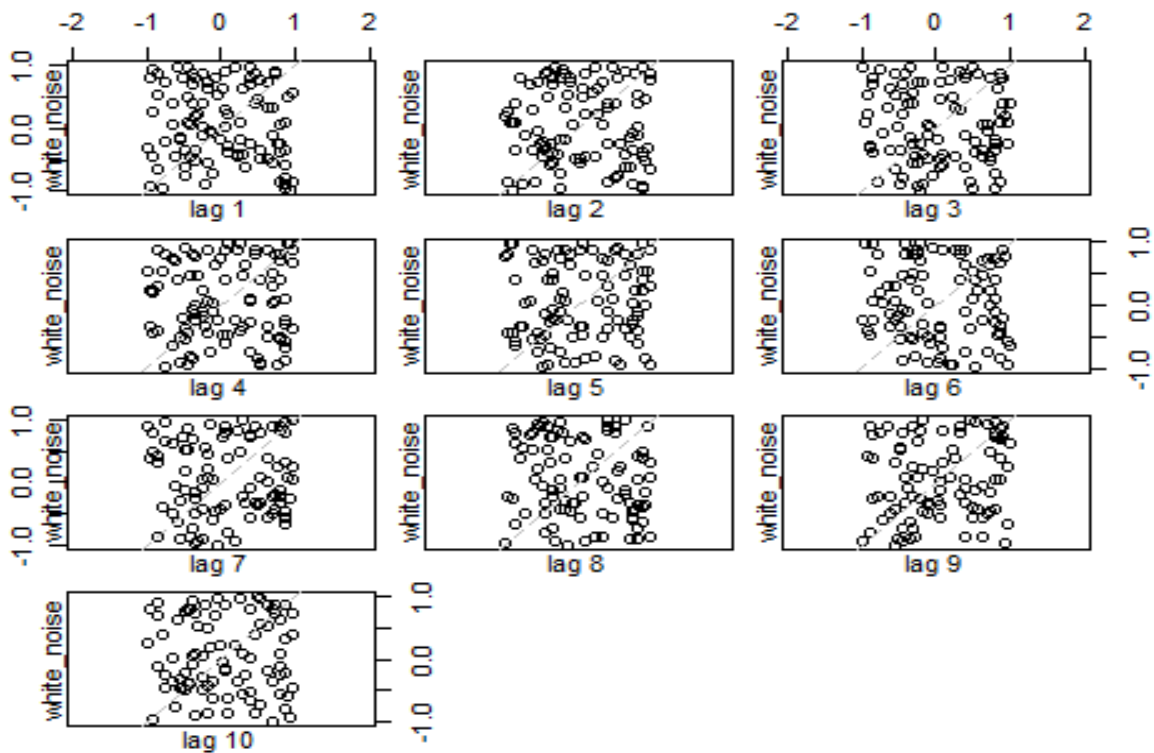 -2 -1 0 1 2 -2 -1 0 1 2
-1.0 0.0 1.0
white_noise
lag 1
white_noise
lag 2
white_noise
lag 3
white_noise
lag 4
white_noise
lag 5
white_noise
lag 6
-1.0 0.0 1.0
-1.0 0.0 1.0
white_noise
lag 7
white_noise
lag 8
white_noise
lag 9
white_noise
lag 10
-1.0 0.0 1.0